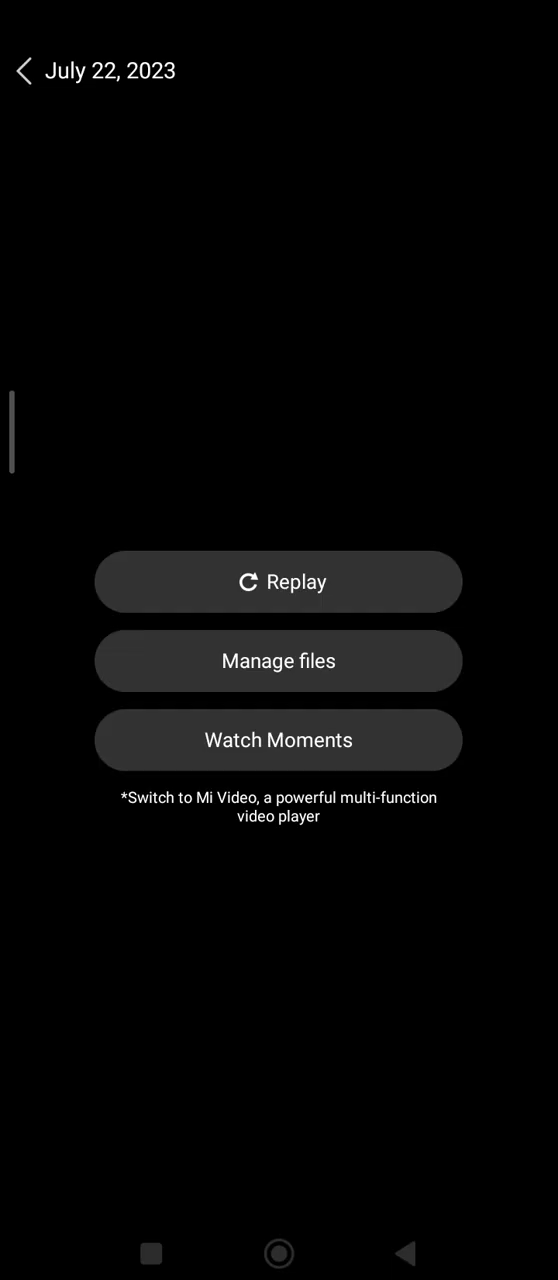 July 22, 2023
Replay
Manage files
Watch Moments
*Switch to Mi Video, a powerful multi-function
video player